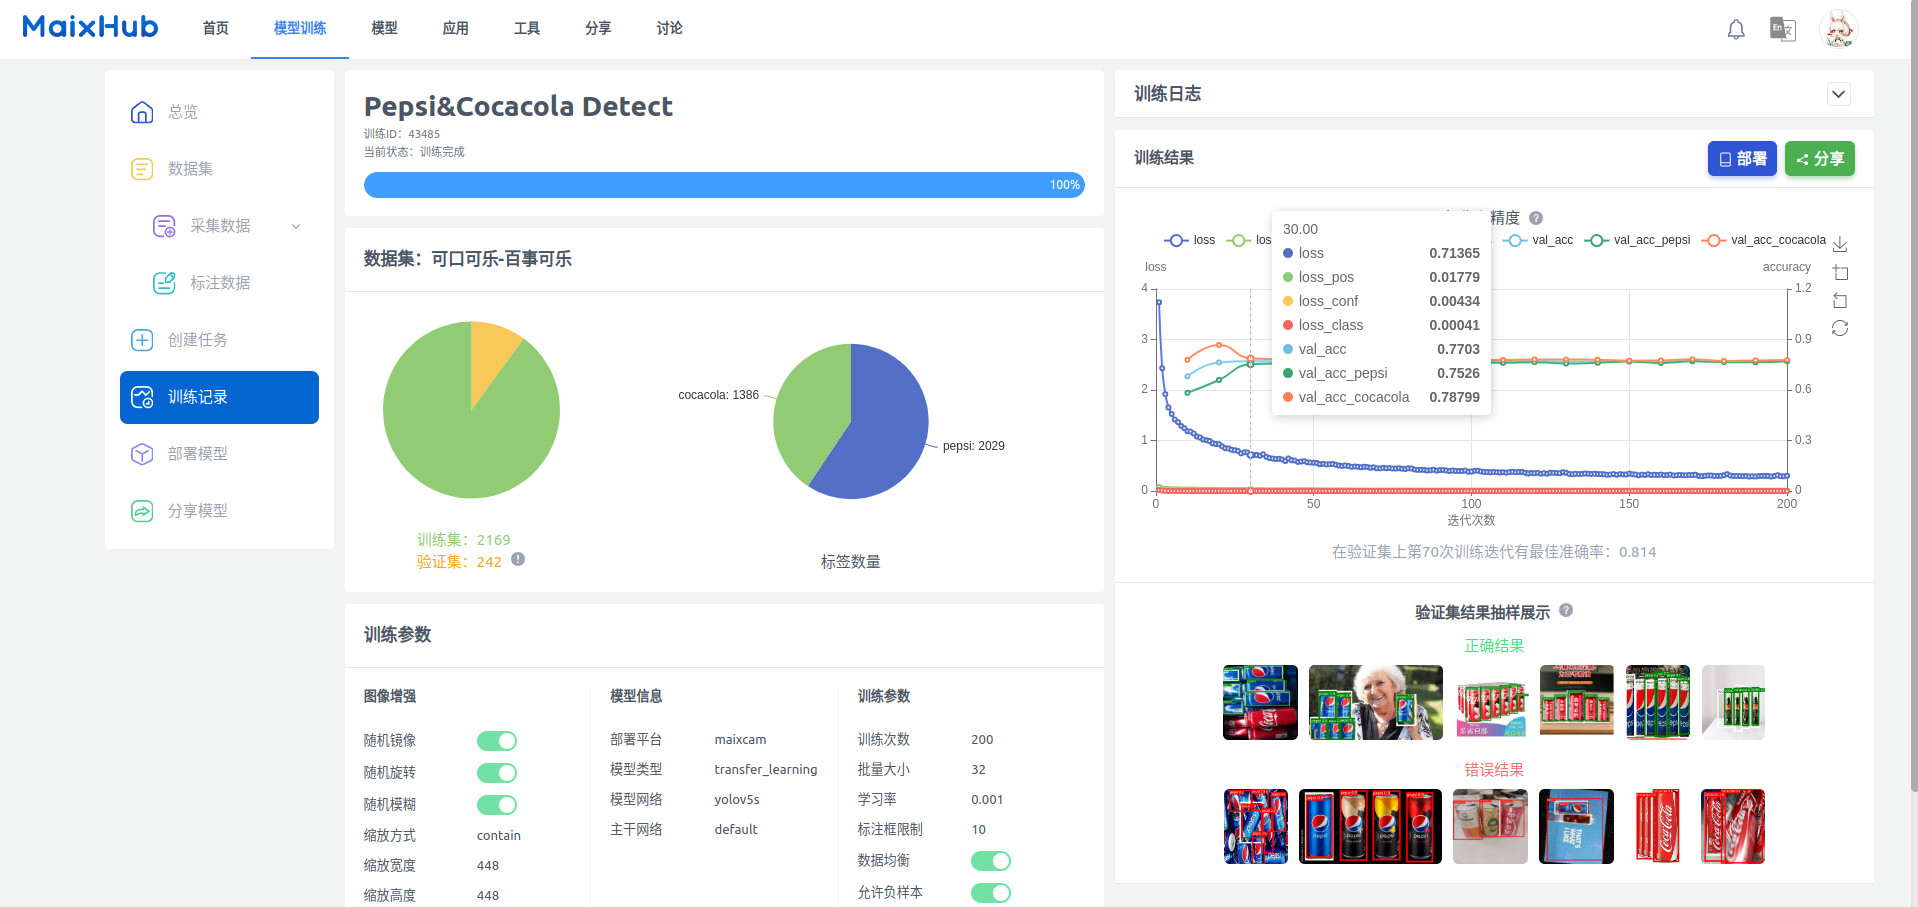 MaixHub
首页
模型训练
模型
应用
工具
分享
讨论
总览
数据集
采集数据
标注数据
创建任务
训练记录
部署模型
分享模型
Pepsi&Cocacola Detect
训练ID：43485
当前状态：训练完成
100%
数据集：可口可乐-百事可乐
cocacola: 1386
pepsi: 2029
训练集：2169
验证集：242
标签数量
训练参数
图像增强
随机镜像
随机旋转
随机模糊
缩放方式 contain
缩放宽度 448
缩放高度 448
模型信息
部署平台 maixcam
模型类型 transfer_learning
模型网络 yolov5s
主干网络 default
训练参数
训练次数 200
批量大小 32
学习率 0.001
标注框限制 10
数据均衡
允许负样本
训练日志
训练结果
部署
分享
精度
loss
los
val_acc
val_acc_pepsi
val_acc_cocacola
loss
accuracy
30.00
loss 0.71365
loss_pos 0.01779
loss_conf 0.00434
loss_class 0.00041
val_acc 0.7703
val_acc_pepsi 0.7526
val_acc_cocacola 0.78799
4
3
2
1
0
1.2
0.9
0.6
0.3
0
0
50
100
150
200
迭代次数
在验证集上第70次训练迭代有最佳准确率：0.814
验证集结果抽样展示
正确结果
错误结果